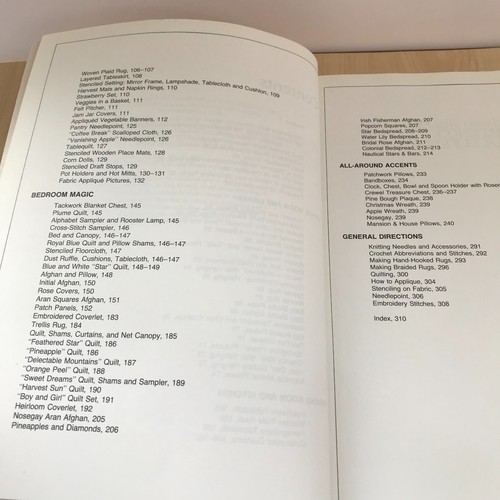 Woven Plaid Rug, 106–107
Layered Tableskirt, 108
Stenciled Setting: Mirror Frame, Lampshade, Tablecloth and Cushion, 109
Harvest Mats and Napkin Rings, 110
Strawberry Set, 110
Veggies in a Basket, 111
Felt Pitcher, 111
Jam Jar Covers, 111
Appliqued Vegetable Banners, 112
Pantry Needlepoint, 125
"Coffee Break" Scalloped Cloth, 126
"Vanishing Apple" Needlepoint, 126
Tablequilt, 127
Stenciled Wooden Place Mats, 128
Corn Dolls, 129
Stenciled Draft Stops, 129
Pot Holders and Hot Mitts, 130–131
Fabric Appliqué Pictures, 132
BEDROOM MAGIC
Tackwork Blanket Chest, 145
Plume Quilt, 145
Alphabet Sampler and Rooster Lamp, 145
Cross-Stitch Sampler, 146
Bed and Canopy, 146–147
Royal Blue Quilt and Pillow Shams, 146–147
Stenciled Floorcloth, 147
Dust Ruffle, Cushions, Tablecloth, 146–147
Blue and White "Star" Quilt, 148–149
Afghan and Pillow, 148
Initial Afghan, 150
Rose Covers, 150
Aran Squares Afghan, 151
Patch Panels, 152
Embroidered Coverlet, 183
Trellis Rug, 184
Quilt, Shams, Curtains, and Net Canopy, 185
"Feathered Star" Quilt, 186
"Pineapple" Quilt, 186
"Delectable Mountains" Quilt, 187
"Orange Peel" Quilt, 188
"Sweet Dreams" Quilt, Shams and Sampler, 189
"Harvest Sun" Quilt, 190
"Boy and Girl" Quilt Set, 191
Heirloom Coverlet, 192
Nosegay Aran Afghan, 205
Pineapples and Diamonds, 206
Irish Fisherman Afghan, 207
Popcorn Squares, 207
Star Bedspread, 208–209
Water Lily Bedspread, 210
Bridal Rose Afghan, 211
Colonial Bedspread, 212–213
Nautical Stars & Bars, 214
ALL-AROUND ACCENTS
Patchwork Pillows, 233
Bandboxes, 234
Clock, Chest, Bowl and Spoon Holder with
Crewel Treasure Chest, 236–237
Pine Bough Plaque, 238
Christmas Wreath, 239
Apple Wreath, 239
Nosegay, 239
Mansion & House Pillows, 240
GENERAL DIRECTIONS
Knitting Needles and Accessories, 291
Crochet Abbreviations and Stitches, 292
Making Hand-Hooked Rugs, 293
Making Braided Rugs, 296
Quilting, 300
How to Applique, 304
Stenciling on Fabric, 305
Needlepoint, 306
Embroidery Stitches, 308
Index, 310